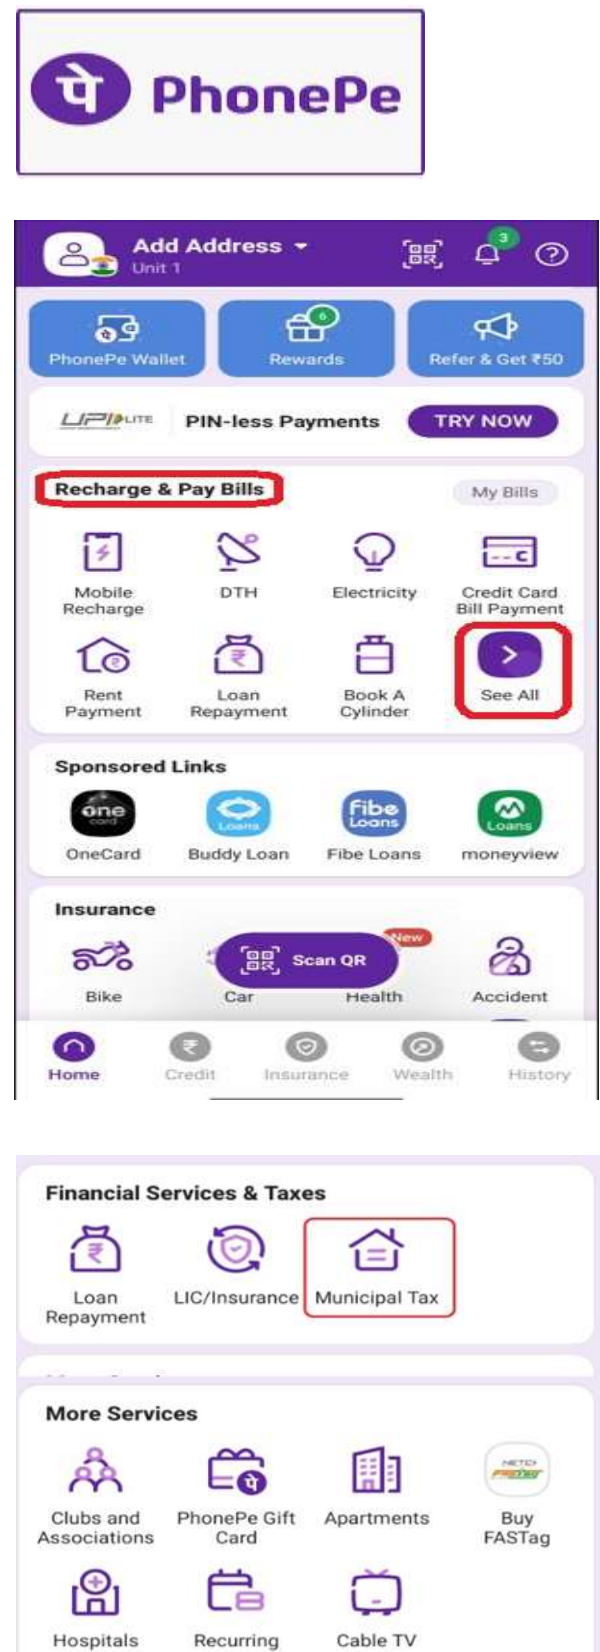 पे PhonePe
Add Address
Unit 1
3
PhonePe Wallet
6
Rewards
Refer & Get ₹50
UPI LITE
PIN-less Payments
TRY NOW
Recharge & Pay Bills
My Bills
Mobile
Recharge
DTH
Electricity
Credit Card
Bill Payment
Rent
Payment
Loan
Repayment
Book A
Cylinder
See All
Sponsored Links
one
card
Loans
Fibe
Loans
Loans
OneCard
Buddy Loan
Fibe Loans
moneyview
Insurance
New
Scan QR
Bike
Car
Health
Accident
Home
Credit
Insurance
Wealth
History
Financial Services & Taxes
Loan
Repayment
LIC/Insurance
Municipal Tax
More Services
Clubs and
Associations
PhonePe Gift
Card
Apartments
NETC
FASTag
Buy
FASTag
Hospitals
Recurring
Cable TV